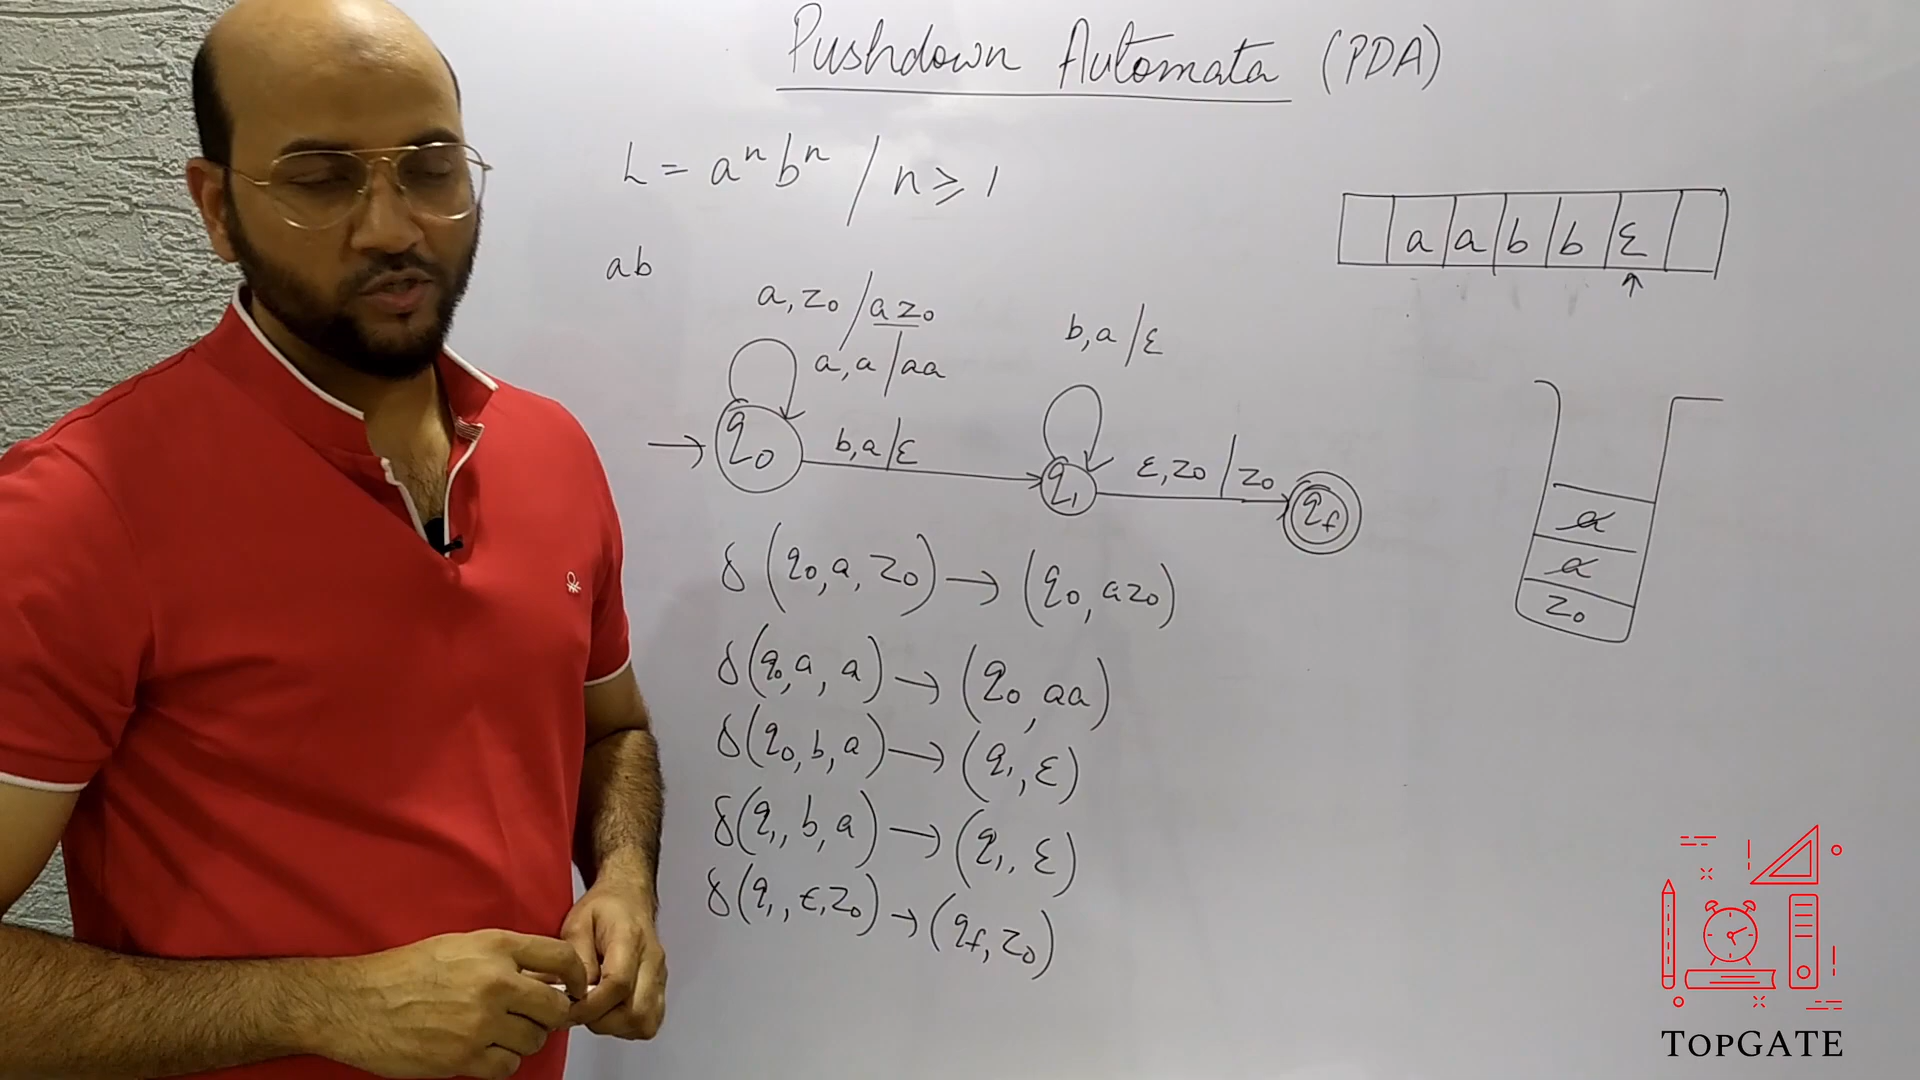 Pushdown Automata (PDA)
L = aⁿbⁿ / n ≥ 1
ab
a a b b ε
↑
a, z₀ / az₀
a, a / aa
b, a / ε
→ q₀
b, a / ε
q₁
ε, z₀ / z₀
qf
a
a
z₀
δ (q₀, a, z₀) → (q₀, az₀)
δ (q₀, a, a) → (q₀, aa)
δ (q₀, b, a) → (q₁, ε)
δ (q₁, b, a) → (q₁, ε)
δ (q₁, ε, z₀) → (qf, z₀)
TOPGATE